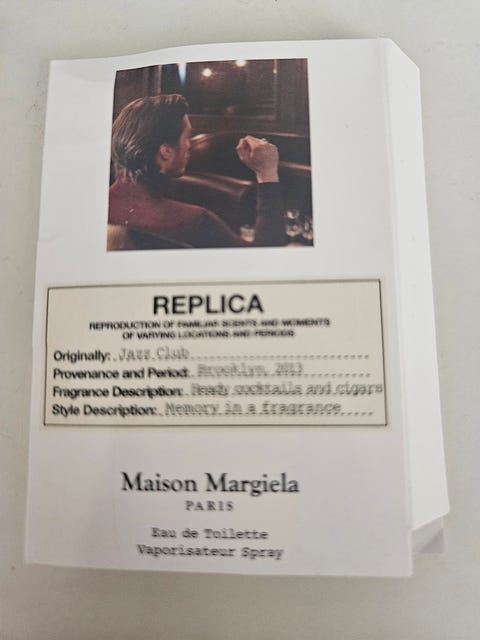 REPLICA
REPRODUCTION OF FAMILIAR SCENTS AND MOMENTS
OF VARYING LOCATIONS AND PERIODS
Originally: Jazz Club
Provenance and Period: Brooklyn, 2013
Fragrance Description: Heady cocktails and cigars
Style Description: Memory in a fragrance
Maison Margiela
PARIS
Eau de Toilette
Vaporisateur Spray